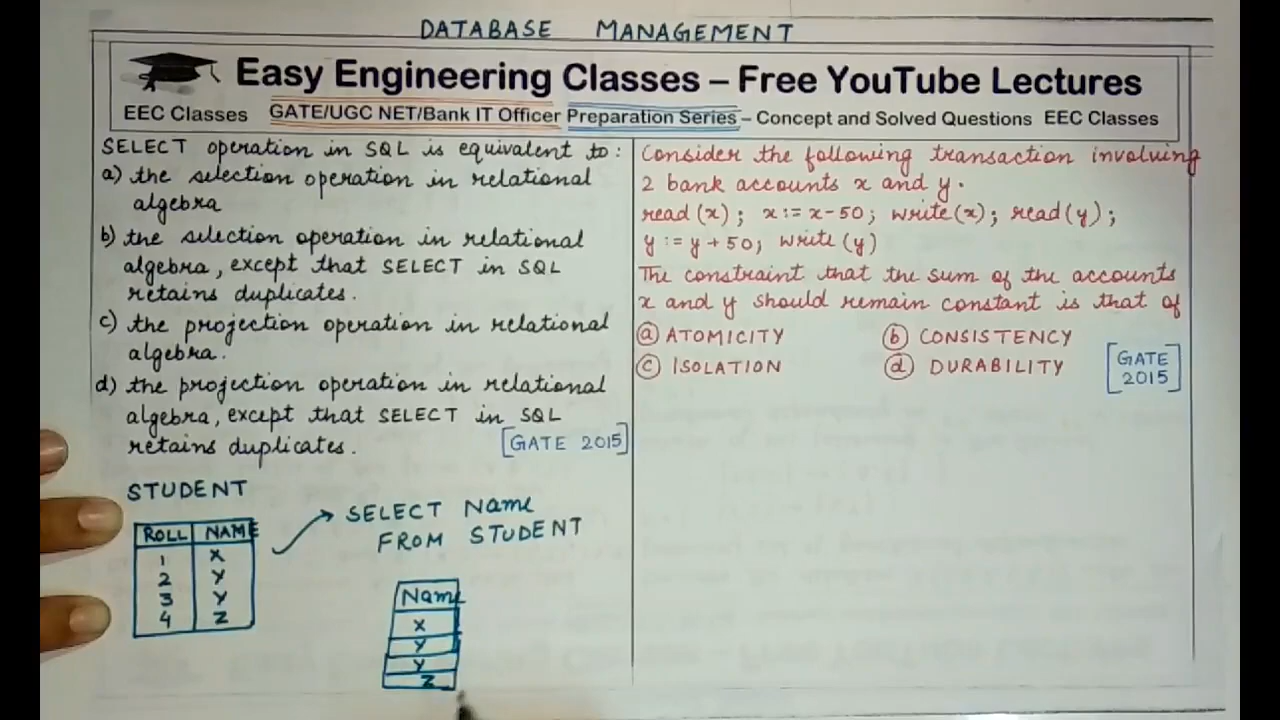 DATABASE MANAGEMENT
Easy Engineering Classes – Free YouTube Lectures
EEC Classes GATE/UGC NET/Bank IT Officer Preparation Series – Concept and Solved Questions EEC Classes
SELECT operation in SQL is equivalent to:
a) the selection operation in relational
algebra
b) the selection operation in relational
algebra, except that SELECT in SQL
retains duplicates.
c) the projection operation in relational
algebra.
d) the projection operation in relational
algebra, except that SELECT in SQL
retains duplicates.
[GATE 2015]
STUDENT
ROLL NAME
1 X
2 Y
3 Y
4 Z
SELECT Name
FROM STUDENT
Name
X
Y
Y
Z
Consider the following transaction involving
2 bank accounts x and y.
read(x); x:= x-50; write(x); read(y);
y:= y+50; write(y)
The constraint that the sum of the accounts
x and y should remain constant is that of
(a) ATOMICITY (b) CONSISTENCY
(c) ISOLATION (d) DURABILITY
[GATE
2015]